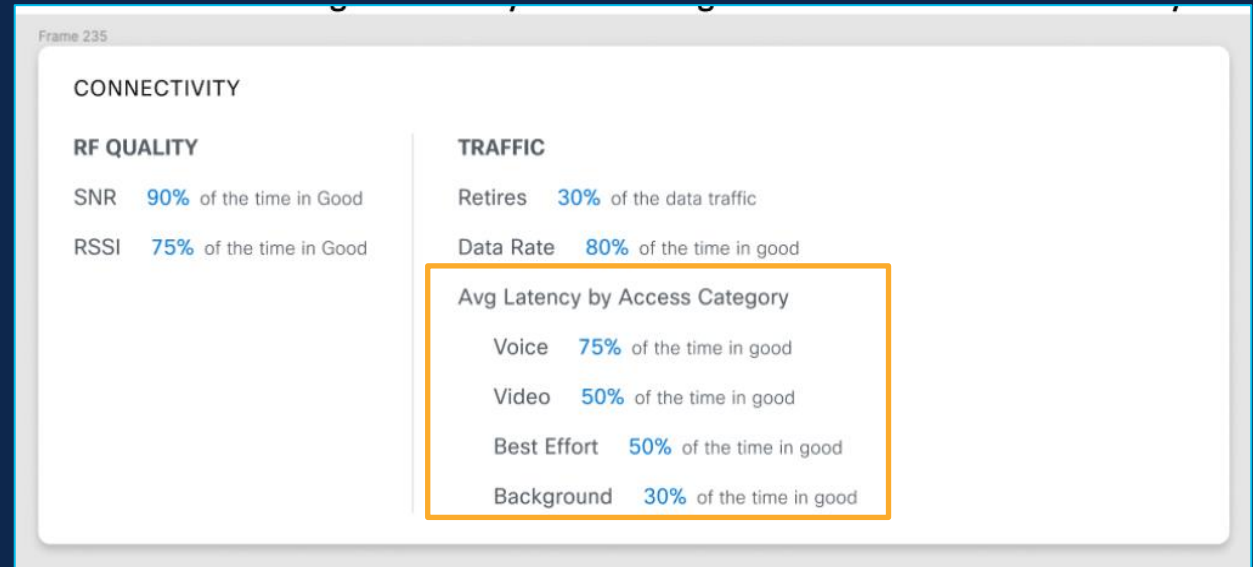 Frame 235
CONNECTIVITY
RF QUALITY
SNR 90% of the time in Good
RSSI 75% of the time in Good
TRAFFIC
Retires 30% of the data traffic
Data Rate 80% of the time in good
Avg Latency by Access Category
Voice 75% of the time in good
Video 50% of the time in good
Best Effort 50% of the time in good
Background 30% of the time in good